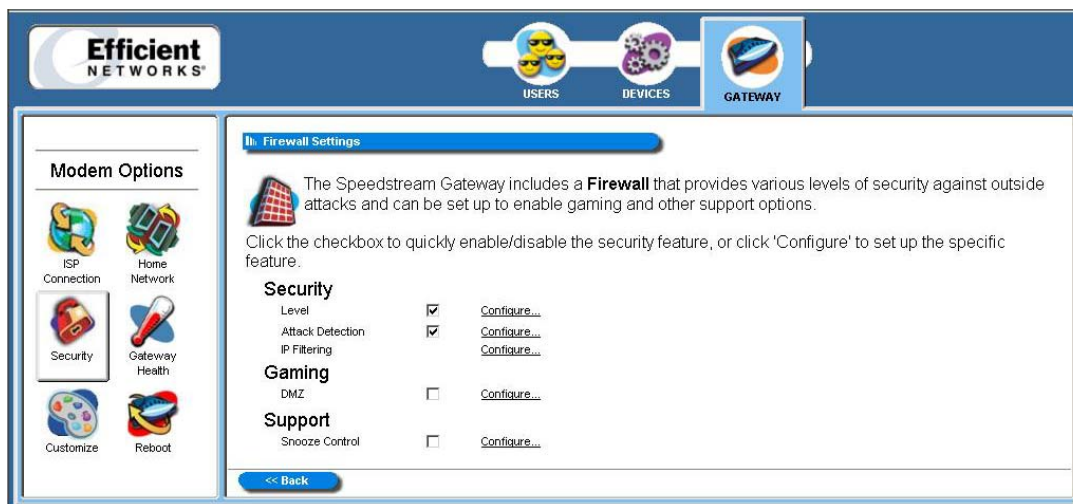 Efficient
NETWORKS®
USERS
DEVICES
GATEWAY
Modem Options
ISP
Connection
Home
Network
Security
Gateway
Health
Customize
Reboot
Firewall Settings
The Speedstream Gateway includes a Firewall that provides various levels of security against outside
attacks and can be set up to enable gaming and other support options.
Click the checkbox to quickly enable/disable the security feature, or click 'Configure' to set up the specific
feature.
Security
Level Configure...
Attack Detection Configure...
IP Filtering Configure...
Gaming
DMZ Configure...
Support
Snooze Control Configure...
<< Back